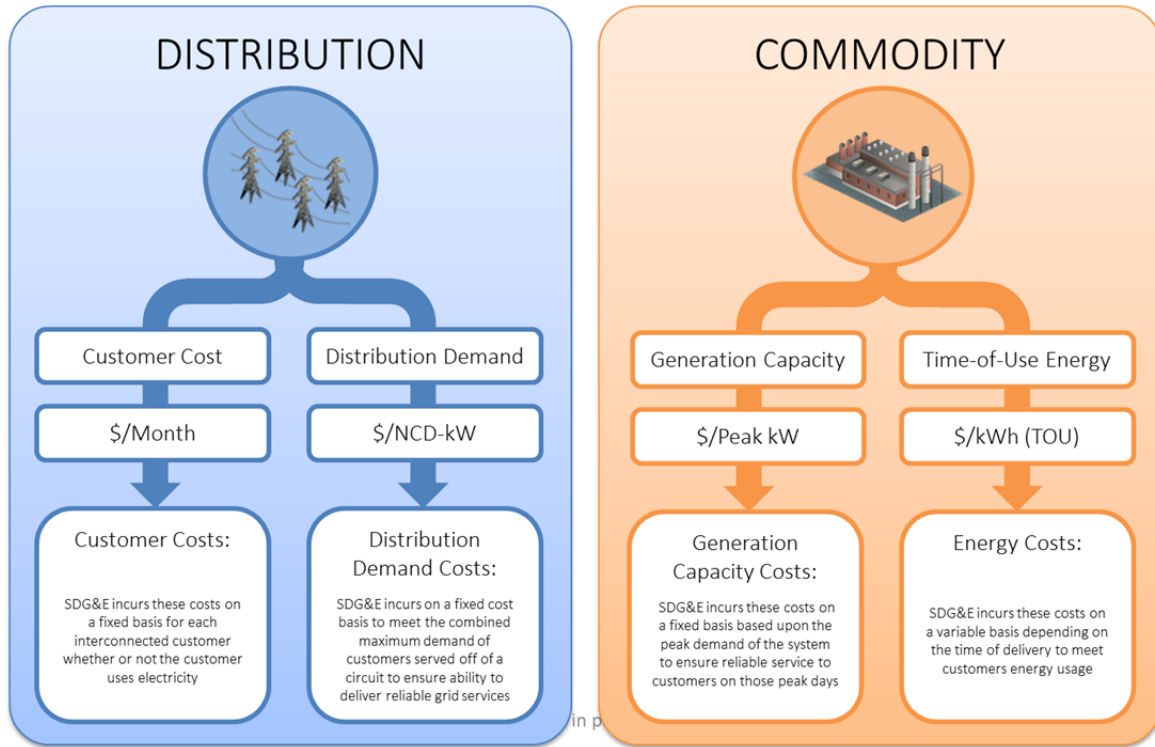 DISTRIBUTION
Customer Cost
$/Month
Customer Costs:
SDG&E incurs these costs on
a fixed basis for each
interconnected customer
whether or not the customer
uses electricity
Distribution Demand
$/NCD-kW
Distribution
Demand Costs:
SDG&E incurs on a fixed cost
basis to meet the combined
maximum demand of
customers served off of a
circuit to ensure ability to
deliver reliable grid services
COMMODITY
Generation Capacity
$/Peak kW
Generation
Capacity Costs:
SDG&E incurs these costs on
a fixed basis based upon the
peak demand of the system
to ensure reliable service to
customers on those peak days
Time-of-Use Energy
$/kWh (TOU)
Energy Costs:
SDG&E incurs these costs on
a variable basis depending on
the time of delivery to meet
customers energy usage
in